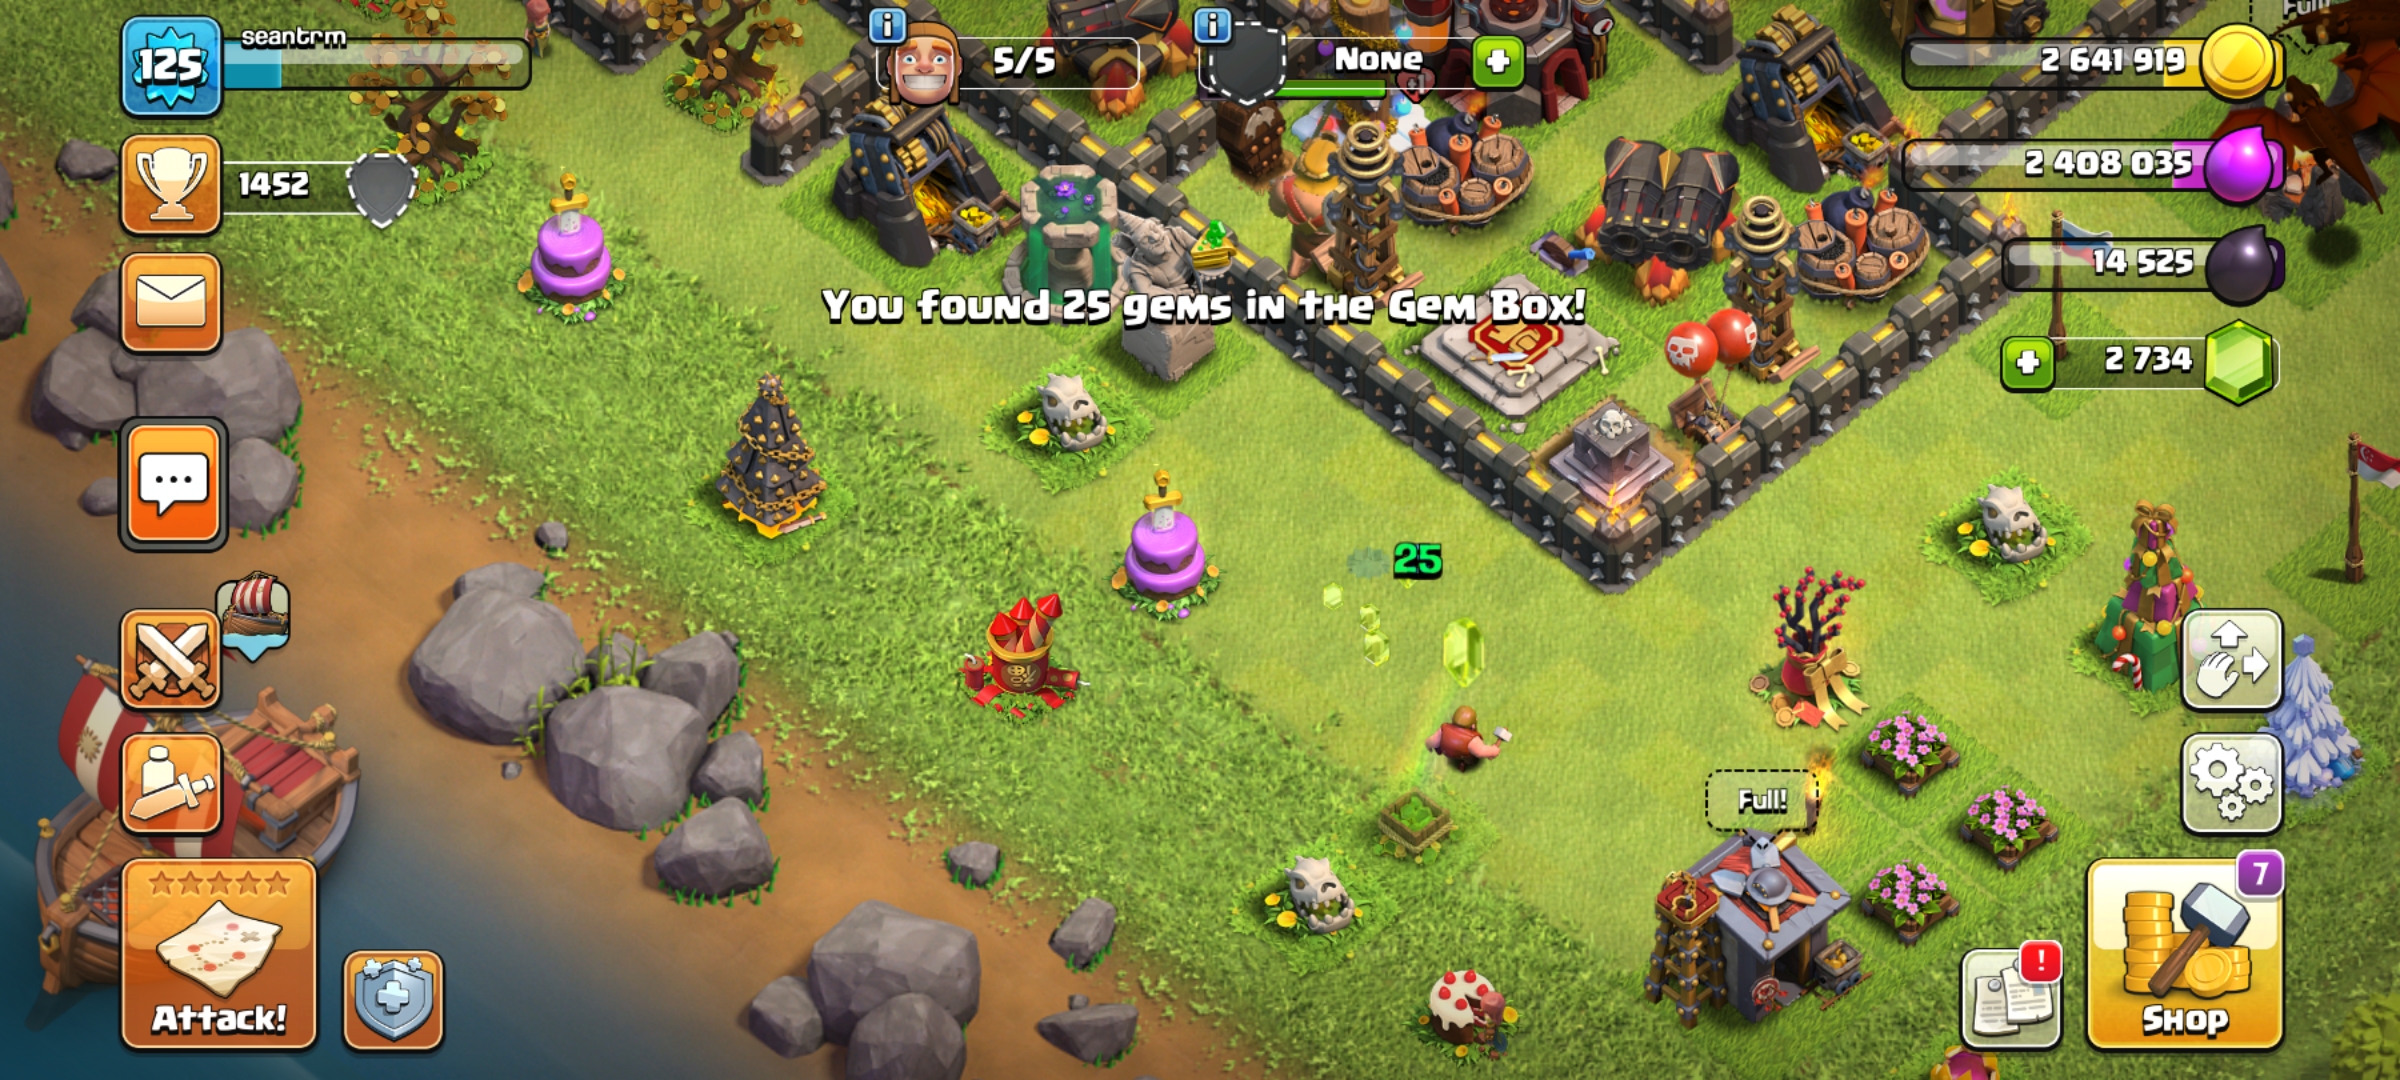 125
seantrm
5/5
None
2 641 919
1452
+1
2 408 035
14 525
You found 25 gems in the Gem Box!
2 734
25
Full!
7
Attack!
Shop